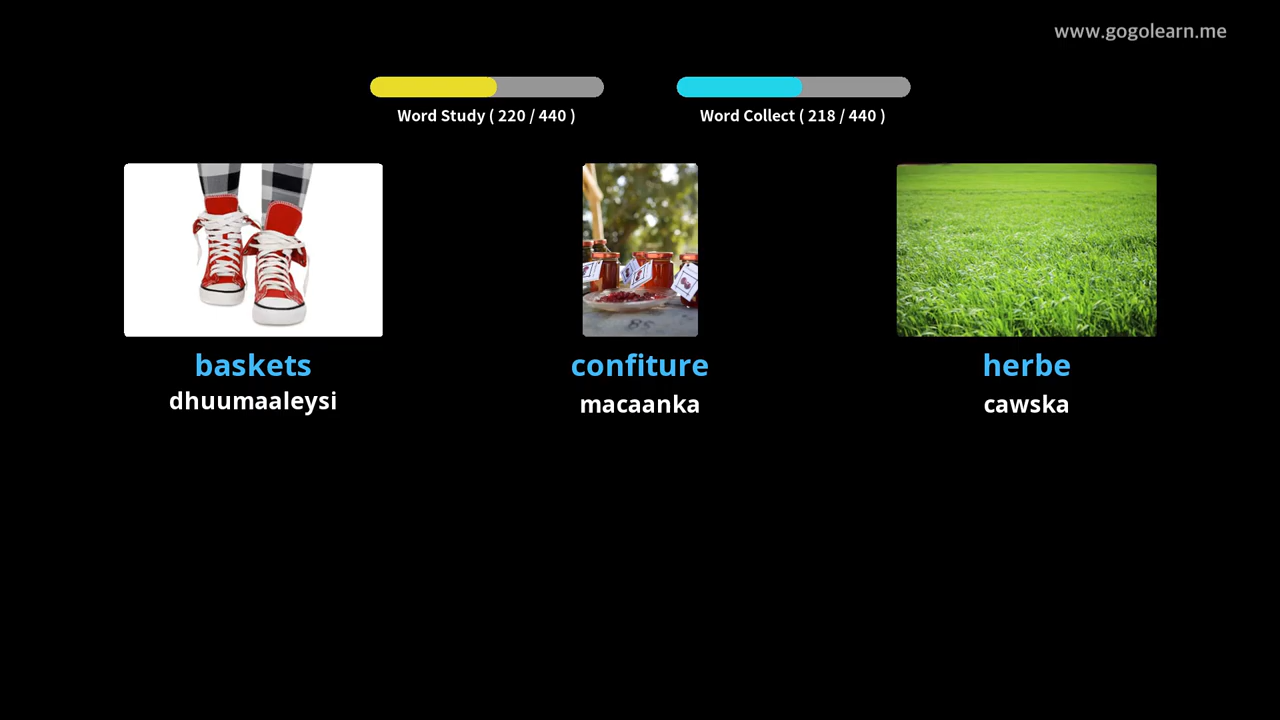 www.gogolearn.me
Word Study ( 220 / 440 )
Word Collect ( 218 / 440 )
baskets
dhuumaaleysi
confiture
macaanka
herbe
cawska